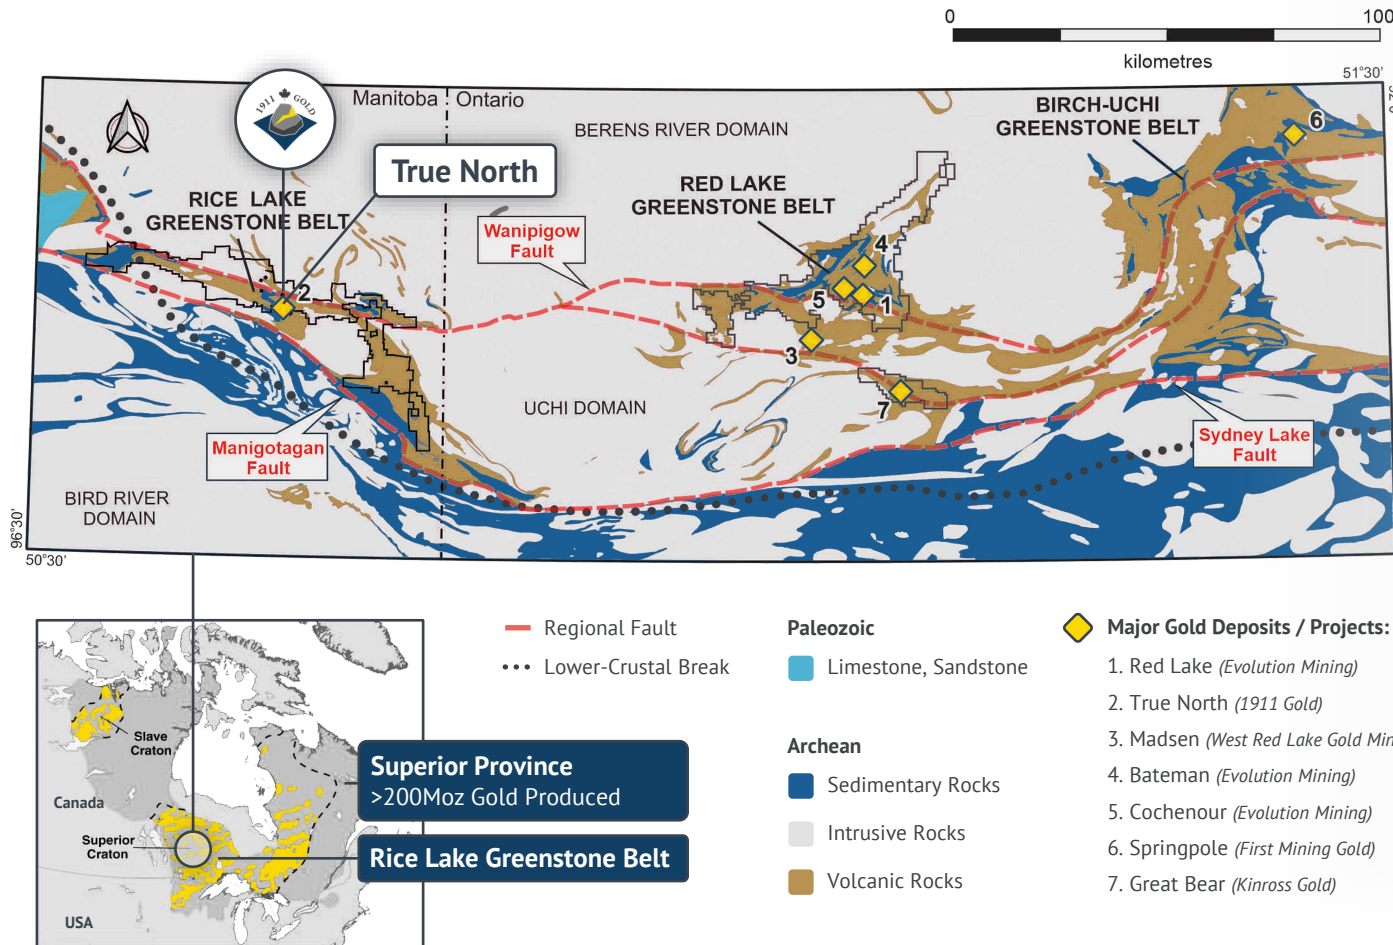 0 100
kilometres
51°30'
1911 GOLD
Manitoba Ontario
BERENS RIVER DOMAIN
BIRCH-UCHI
GREENSTONE BELT
6
True North
RICE LAKE
GREENSTONE BELT
RED LAKE
GREENSTONE BELT
Wanipigow
Fault
4
2
5
1
3
7
UCHI DOMAIN
Manigotagan
Fault
Sydney Lake
Fault
BIRD RIVER
DOMAIN
96°30'
50°30'
Regional Fault
Lower-Crustal Break
Paleozoic
Limestone, Sandstone
Archean
Sedimentary Rocks
Intrusive Rocks
Volcanic Rocks
Major Gold Deposits / Projects:
1. Red Lake (Evolution Mining)
2. True North (1911 Gold)
3. Madsen (West Red Lake Gold Min
4. Bateman (Evolution Mining)
5. Cochenour (Evolution Mining)
6. Springpole (First Mining Gold)
7. Great Bear (Kinross Gold)
Slave
Craton
Canada
Superior
Craton
USA
Superior Province
>200Moz Gold Produced
Rice Lake Greenstone Belt